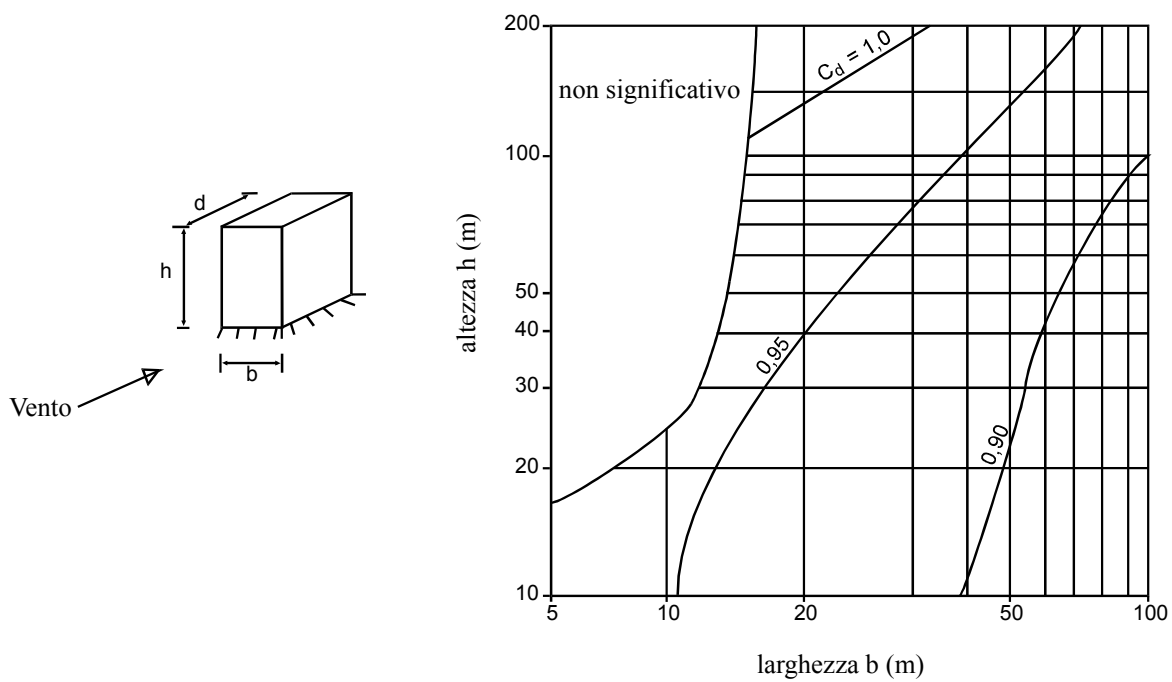 d
h
b
Vento
altezza h (m)
200
100
50
40
30
20
10
non significativo
C_d = 1,0
0,95
0,90
5
10
20
50
100
larghezza b (m)